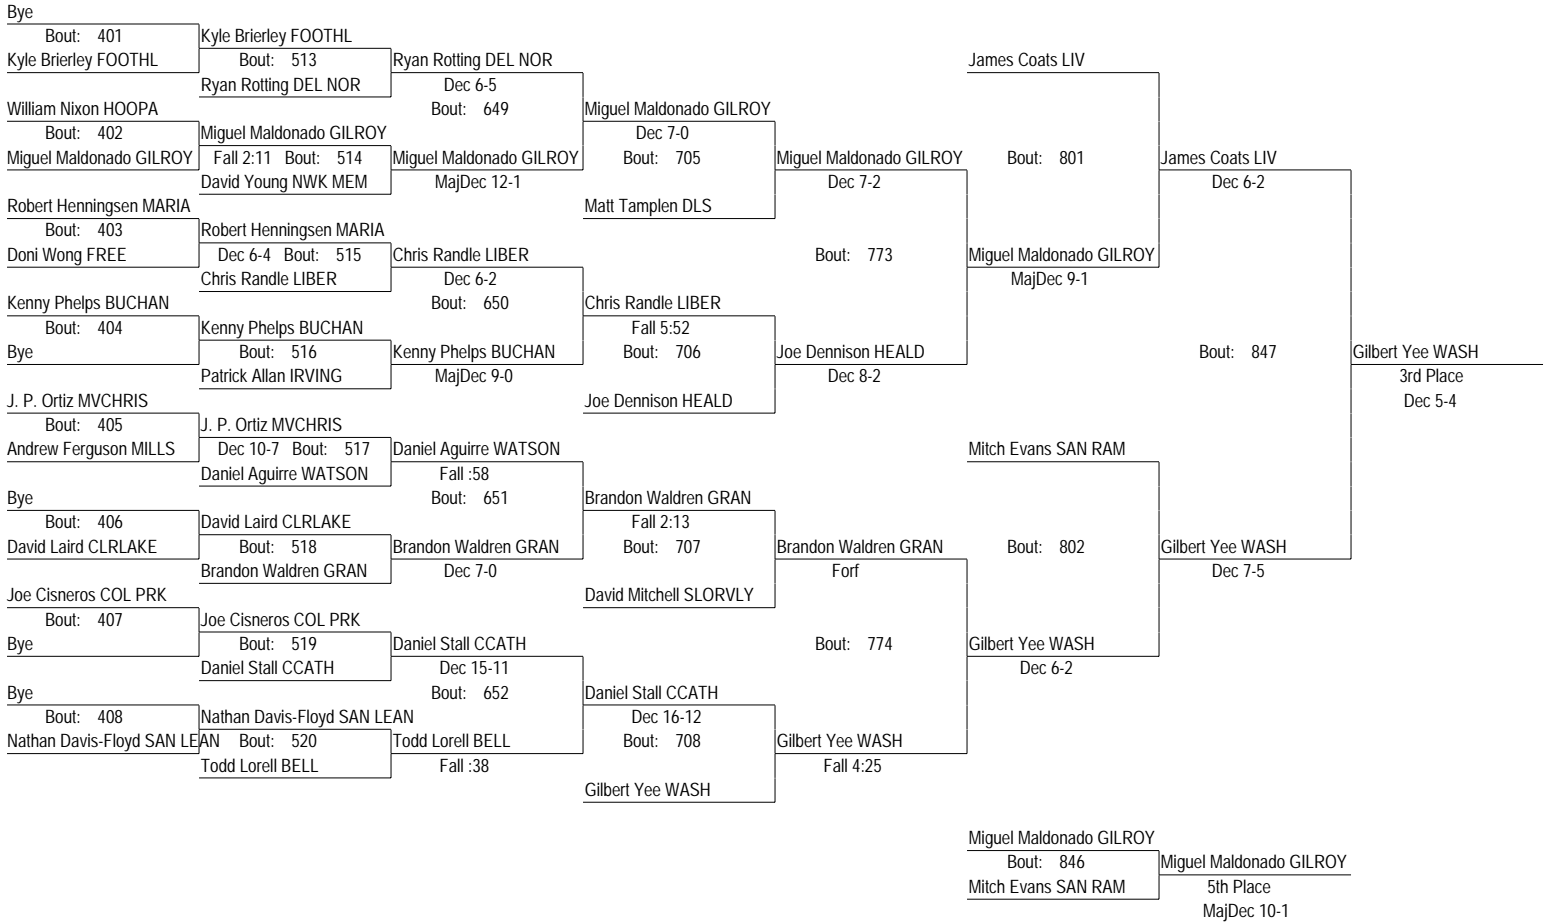 Bye
Bout: 401
Kyle Brierley FOOTHL
William Nixon HOOPA
Bout: 402
Miguel Maldonado GILROY
Robert Henningsen MARIA
Bout: 403
Doni Wong FREE
Kenny Phelps BUCHAN
Bout: 404
Bye
J. P. Ortiz MVCHRIS
Bout: 405
Andrew Ferguson MILLS
Bye
Bout: 406
David Laird CLRLAKE
Joe Cisneros COL PRK
Bout: 407
Bye
Bye
Bout: 408
Nathan Davis-Floyd SAN LEAN
Kyle Brierley FOOTHL
Bout: 513
Ryan Rotting DEL NOR
Miguel Maldonado GILROY
Fall 2:11 Bout: 514
David Young NWK MEM
Robert Henningsen MARIA
Dec 6-4 Bout: 515
Chris Randle LIBER
Kenny Phelps BUCHAN
Bout: 516
Patrick Allan IRVING
J. P. Ortiz MVCHRIS
Dec 10-7 Bout: 517
Daniel Aguirre WATSON
David Laird CLRLAKE
Bout: 518
Brandon Waldren GRAN
Joe Cisneros COL PRK
Bout: 519
Daniel Stall CCATH
Nathan Davis-Floyd SAN LEAN
Bout: 520
Todd Lorell BELL
Ryan Rotting DEL NOR
Dec 6-5
Bout: 649
Miguel Maldonado GILROY
MajDec 12-1
Chris Randle LIBER
Dec 6-2
Bout: 650
Kenny Phelps BUCHAN
MajDec 9-0
Daniel Aguirre WATSON
Fall :58
Bout: 651
Brandon Waldren GRAN
Dec 7-0
Daniel Stall CCATH
Dec 15-11
Bout: 652
Todd Lorell BELL
Fall :38
Miguel Maldonado GILROY
Dec 7-0
Bout: 705
Matt Tamplen DLS
Chris Randle LIBER
Fall 5:52
Bout: 706
Joe Dennison HEALD
Brandon Waldren GRAN
Fall 2:13
Bout: 707
David Mitchell SLORVLY
Daniel Stall CCATH
Dec 16-12
Bout: 708
Gilbert Yee WASH
Miguel Maldonado GILROY
Dec 7-2
Bout: 773
Joe Dennison HEALD
Dec 8-2
Brandon Waldren GRAN
Forf
Bout: 774
Gilbert Yee WASH
Fall 4:25
James Coats LIV
Bout: 801
Miguel Maldonado GILROY
MajDec 9-1
Mitch Evans SAN RAM
Bout: 802
Gilbert Yee WASH
Dec 6-2
James Coats LIV
Dec 6-2
Bout: 847
Gilbert Yee WASH
Dec 7-5
Gilbert Yee WASH
3rd Place
Dec 5-4
Miguel Maldonado GILROY
Bout: 846
Mitch Evans SAN RAM
Miguel Maldonado GILROY
5th Place
MajDec 10-1